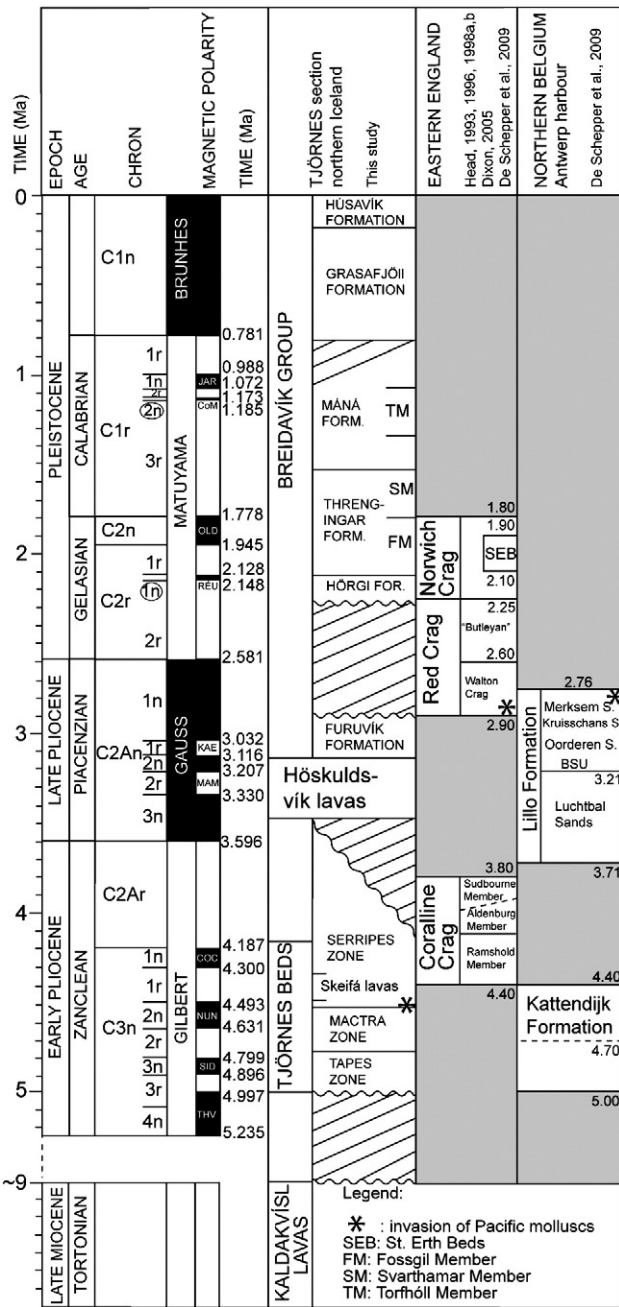 TIME (Ma)
EPOCH
AGE
CHRON
MAGNETIC POLARITY
TIME (Ma)
TJÖRNES section
northern Iceland
This study
EASTERN ENGLAND
Head, 1993, 1996, 1998a,b
Dixon, 2005
De Schepper et al., 2009
NORTHERN BELGIUM
Antwerp harbour
De Schepper et al., 2009
0
1
2
3
4
5
~9
PLEISTOCENE
LATE PLIOCENE
EARLY PLIOCENE
LATE MIOCENE
CALABRIAN
GELASIAN
PIACENZIAN
ZANCLEAN
TORTONIAN
C1n
C1r
1r
1n
2r
2n
3r
C2n
C2r
1r
1n
2r
C2An
1n
1r
2n
2r
3n
C2Ar
C3n
1n
1r
2n
2r
3n
3r
4n
BRUNHES
MATUYAMA
GAUSS
GILBERT
JAR
CoM
OLD
RÉU
KAE
MAM
COC
NUN
SID
THV
0.781
0.988
1.072
1.173
1.185
1.778
1.945
2.128
2.148
2.581
3.032
3.116
3.207
3.330
3.596
4.187
4.300
4.493
4.631
4.799
4.896
4.997
5.235
BREIDAVÍK GROUP
Höskulds-
vík lavas
TJÖRNES BEDS
KALDAKVÍSL
LAVAS
HÚSAVÍK
FORMATION
GRASAFJÖII
FORMATION
MÁNÁ
FORM.
TM
THRENG-
INGAR
FORM.
SM
FM
HÖRGI FOR.
FURUVIK
FORMATION
SERRIPES
ZONE
Skeifá lavas
*
MACTRA
ZONE
TAPES
ZONE
1.80
Norwich
Crag
1.90
SEB
2.10
Red Crag
2.25
"Butleyan"
2.60
Walton
Crag
*
2.90
3.80
Coralline
Crag
Sudbourne
Member
Aldenburg
Member
Ramshold
Member
4.40
2.76
Lillo Formation
Merksem S.
*
Kruisschans S.
Oorderen S.
BSU
3.21
Luchtbal
Sands
3.71
4.40
Kattendijk
Formation
4.70
5.00
Legend:
* : invasion of Pacific molluscs
SEB: St. Erth Beds
FM: Fossgil Member
SM: Svarthamar Member
TM: Torfhóll Member